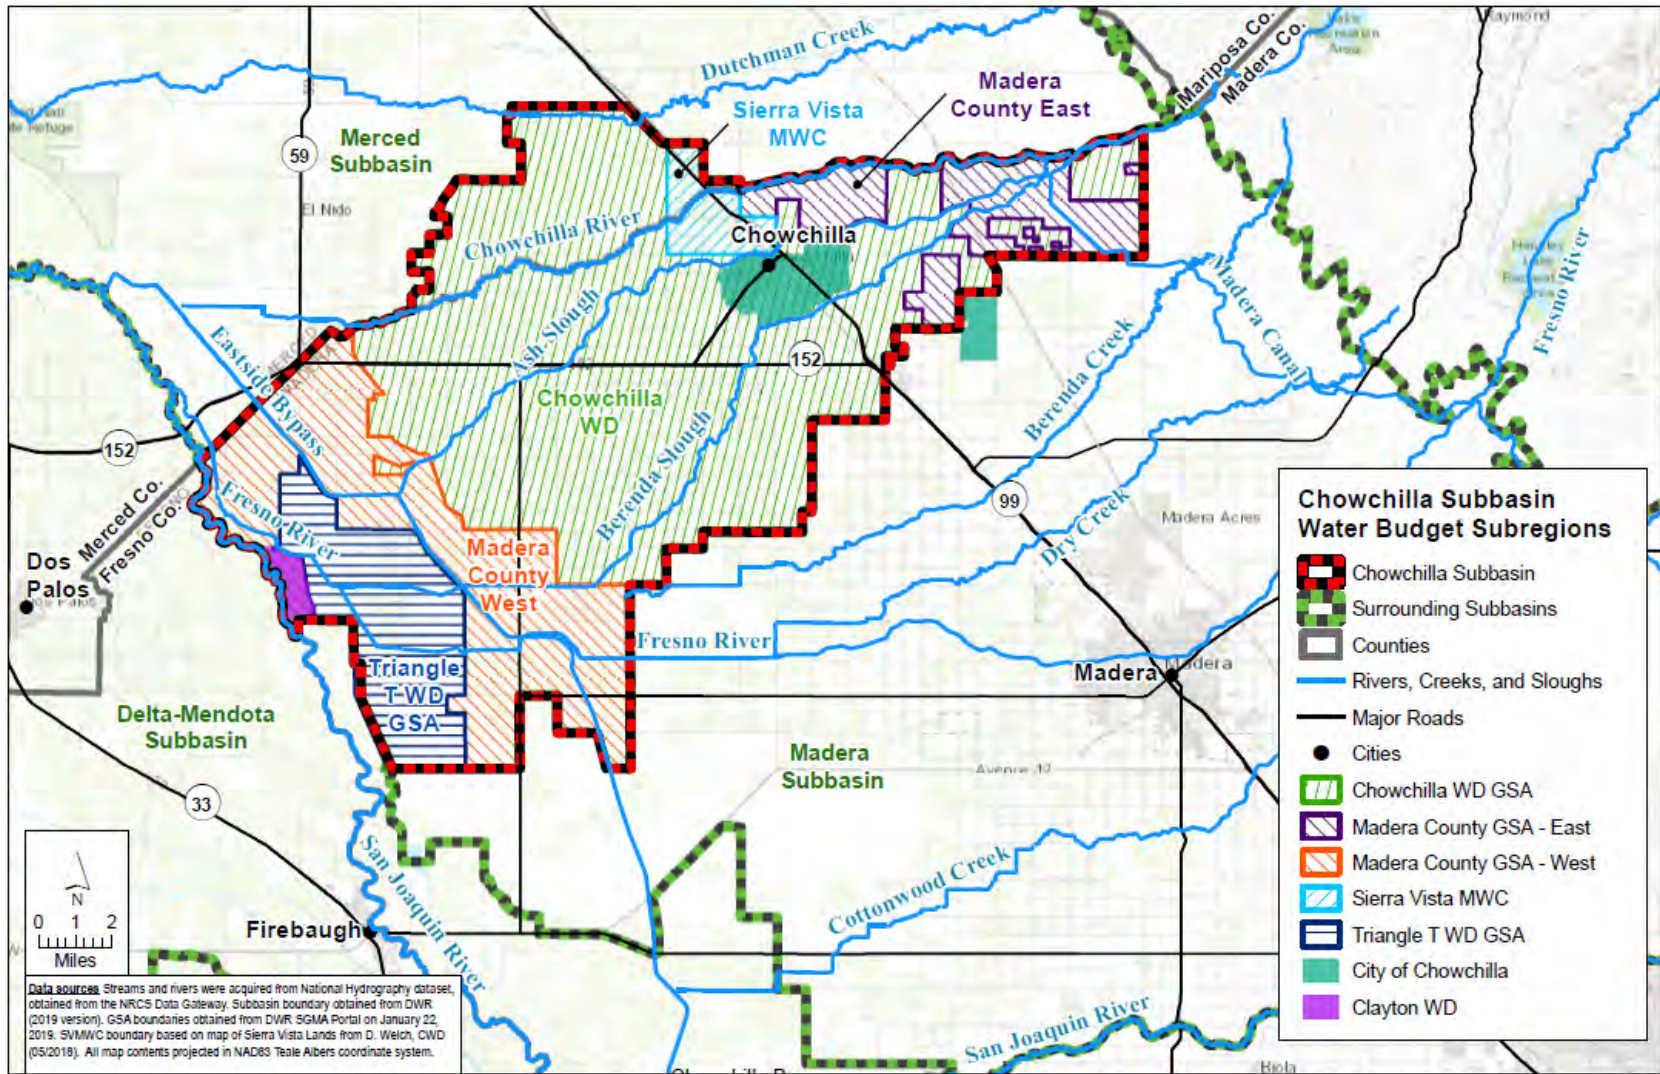 Raymond
Mariposa Co.
Madera Co.
Dutchman Creek
Madera
County East
Sierra Vista
MWC
Merced
Subbasin
59
El Nido
Chowchilla River
Chowchilla
Fresno River
Madera Canal
Eastside Bypass
Ash Slough
152
Berenda Creek
Chowchilla
WD
Berenda Slough
152
Merced Co.
Fresno Co.
Fresno River
99
Madera Acres
Dry Creek
Dos
Palos
Dos Palos
Madera
County
West
Fresno River
Triangle
T WD
GSA
Madera
Madera
Delta-Mendota
Subbasin
Madera
Subbasin
Avenue 12
33
San Joaquin River
Cottonwood Creek
Firebaugh
San Joaquin River
Biola
N
0 1 2
Miles
Data sources Streams and rivers were acquired from National Hydrography dataset,
obtained from the NRCS Data Gateway. Subbasin boundary obtained from DWR
(2019 version). GSA boundaries obtained from DWR SGMA Portal on January 22,
2019. SVMWC boundary based on map of Sierra Vista Lands from D. Welch, CWD
(05/2018). All map contents projected in NAD83 Teale Albers coordinate system.
Chowchilla Subbasin
Water Budget Subregions
Chowchilla Subbasin
Surrounding Subbasins
Counties
Rivers, Creeks, and Sloughs
Major Roads
Cities
Chowchilla WD GSA
Madera County GSA - East
Madera County GSA - West
Sierra Vista MWC
Triangle T WD GSA
City of Chowchilla
Clayton WD